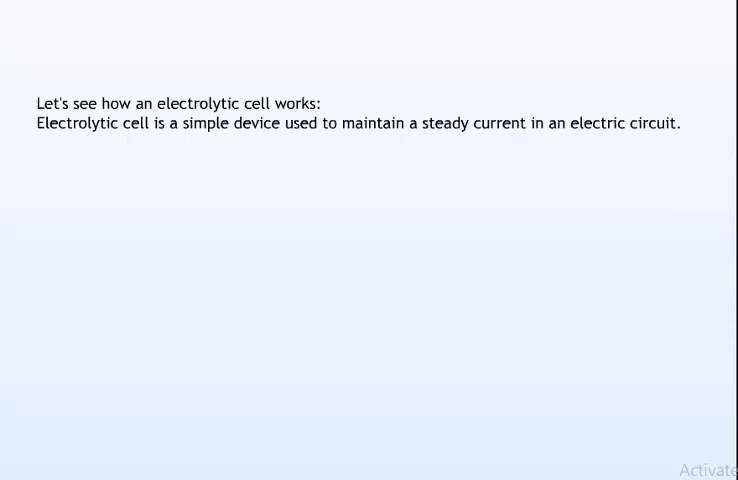 Let's see how an electrolytic cell works:
Electrolytic cell is a simple device used to maintain a steady current in an electric circuit.
Activate